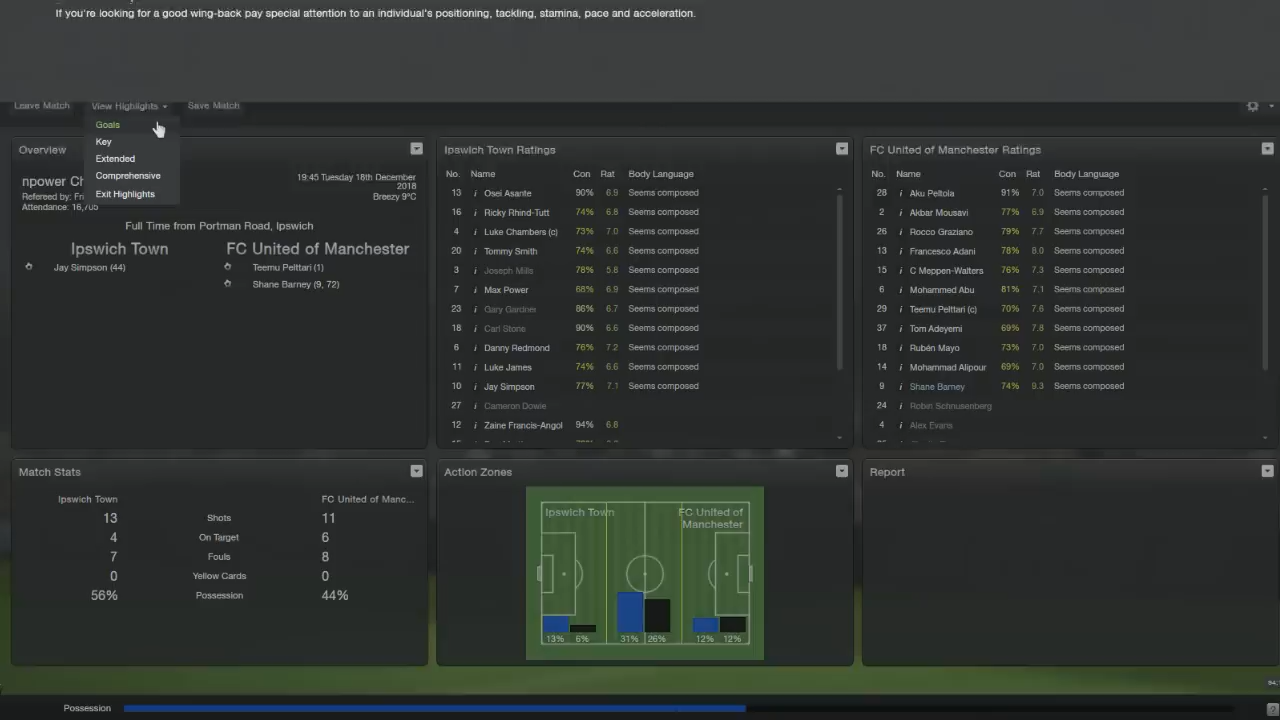 If you're looking for a good wing-back pay special attention to an individual's positioning, tackling, stamina, pace and acceleration.
Leave Match View Highlights Save Match
Goals
Key
Extended
Comprehensive
Exit Highlights
Overview
npower Ch
19:45 Tuesday 18th December
2018
Refereed by: Fri
Breezy 9°C
Attendance: 16,705
Full Time from Portman Road, Ipswich
Ipswich Town FC United of Manchester
Jay Simpson (44) Teemu Pelttari (1)
Shane Barney (9, 72)
Ipswich Town Ratings
No. Name Con Rat Body Language
13 i Osei Asante 90% 6.9 Seems composed
16 i Ricky Rhind-Tutt 74% 6.8 Seems composed
4 i Luke Chambers (c) 73% 7.0 Seems composed
20 i Tommy Smith 74% 6.6 Seems composed
3 i Joseph Mills 78% 5.8 Seems composed
7 i Max Power 68% 6.9 Seems composed
23 i Gary Gardner 86% 6.7 Seems composed
18 i Carl Stone 90% 6.6 Seems composed
6 i Danny Redmond 76% 7.2 Seems composed
11 i Luke James 74% 6.6 Seems composed
10 i Jay Simpson 77% 7.1 Seems composed
27 i Cameron Dowie
12 i Zaine Francis-Angol 94% 6.8
FC United of Manchester Ratings
No. Name Con Rat Body Language
28 i Aku Peltola 91% 7.0 Seems composed
2 i Akbar Mousavi 77% 6.9 Seems composed
26 i Rocco Graziano 79% 7.7 Seems composed
13 i Francesco Adani 78% 8.0 Seems composed
15 i C Meppen-Walters 76% 7.3 Seems composed
6 i Mohammed Abu 81% 7.1 Seems composed
29 i Teemu Pelttari (c) 70% 7.6 Seems composed
37 i Tom Adeyemi 69% 7.8 Seems composed
18 i Rubén Mayo 73% 7.0 Seems composed
14 i Mohammad Alipour 69% 7.0 Seems composed
9 i Shane Barney 74% 9.3 Seems composed
24 i Robin Schnusenberg
4 i Alex Evans
Match Stats
Ipswich Town FC United of Manc...
13 Shots 11
4 On Target 6
7 Fouls 8
0 Yellow Cards 0
56% Possession 44%
Action Zones
Ipswich Town FC United of
Manchester
13% 6% 31% 26% 12% 12%
Report
Possession